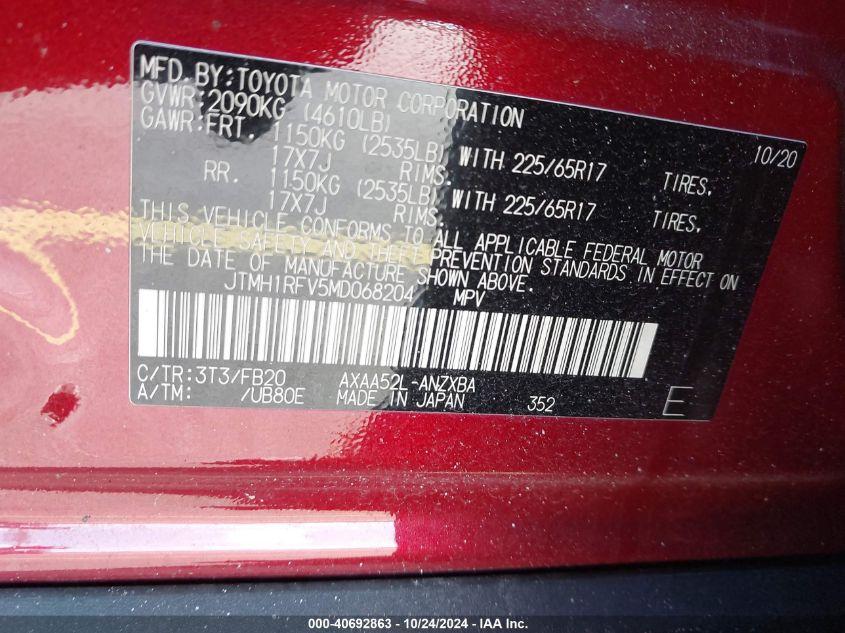 MFD. BY: TOYOTA MOTOR CORPORATION 10/20
GVWR: 2090KG (4610LB)
GAWR: FRT. 1150KG (2535LB) WITH 225/65R17 TIRES,
17X7J RIMS,
RR. 1150KG (2535LB) WITH 225/65R17 TIRES,
17X7J RIMS,
THIS VEHICLE CONFORMS TO ALL APPLICABLE FEDERAL MOTOR
VEHICLE SAFETY AND THEFT PREVENTION STANDARDS IN EFFECT ON
THE DATE OF MANUFACTURE SHOWN ABOVE.
JTMH1RFV5MD068204 MPV
C/TR: 3T3/FB20 AXAA52L-ANZXBA
A/TM: /UB80E MADE IN JAPAN 352 E
000-40692863 - 10/24/2024 - IAA Inc.